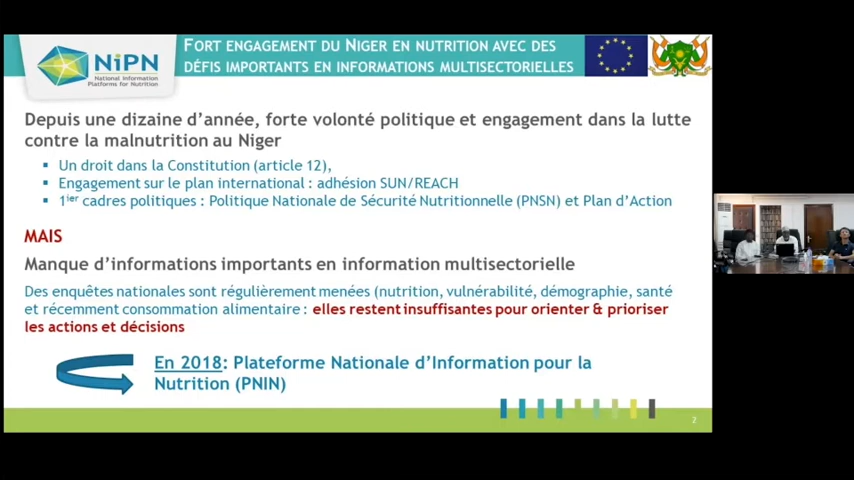 NiPN
National Information
Platforms for Nutrition
FORT ENGAGEMENT DU NIGER EN NUTRITION AVEC DES
DÉFIS IMPORTANTS EN INFORMATIONS MULTISECTORIELLES
Depuis une dizaine d'année, forte volonté politique et engagement dans la lutte
contre la malnutrition au Niger
▪ Un droit dans la Constitution (article 12),
▪ Engagement sur le plan international : adhésion SUN/REACH
▪ 1ier cadres politiques : Politique Nationale de Sécurité Nutritionnelle (PNSN) et Plan d'Action
MAIS
Manque d'informations importants en information multisectorielle
Des enquêtes nationales sont régulièrement menées (nutrition, vulnérabilité, démographie, santé
et récemment consommation alimentaire : elles restent insuffisantes pour orienter & prioriser
les actions et décisions
En 2018: Plateforme Nationale d'Information pour la
Nutrition (PNIN)
2